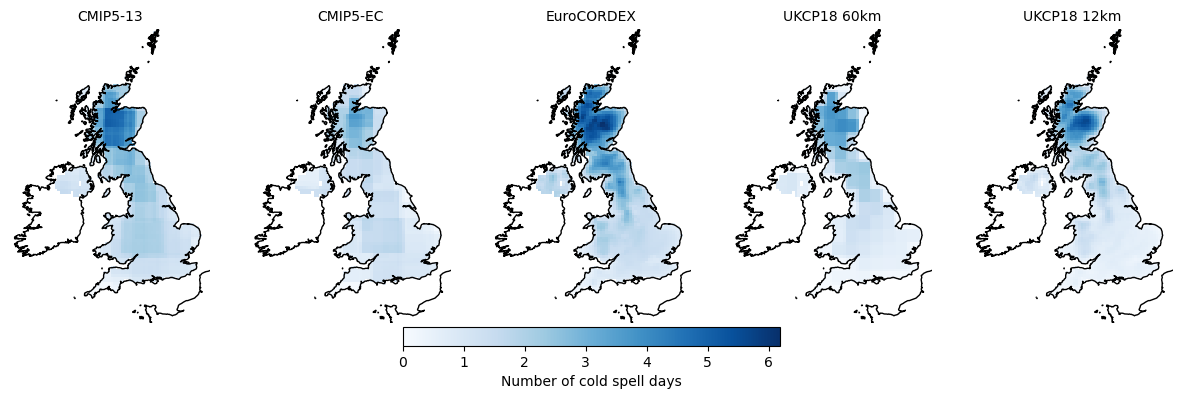 CMIP5-13
CMIP5-EC
EuroCORDEX
UKCP18 60km
UKCP18 12km
0 1 2 3 4 5 6
Number of cold spell days